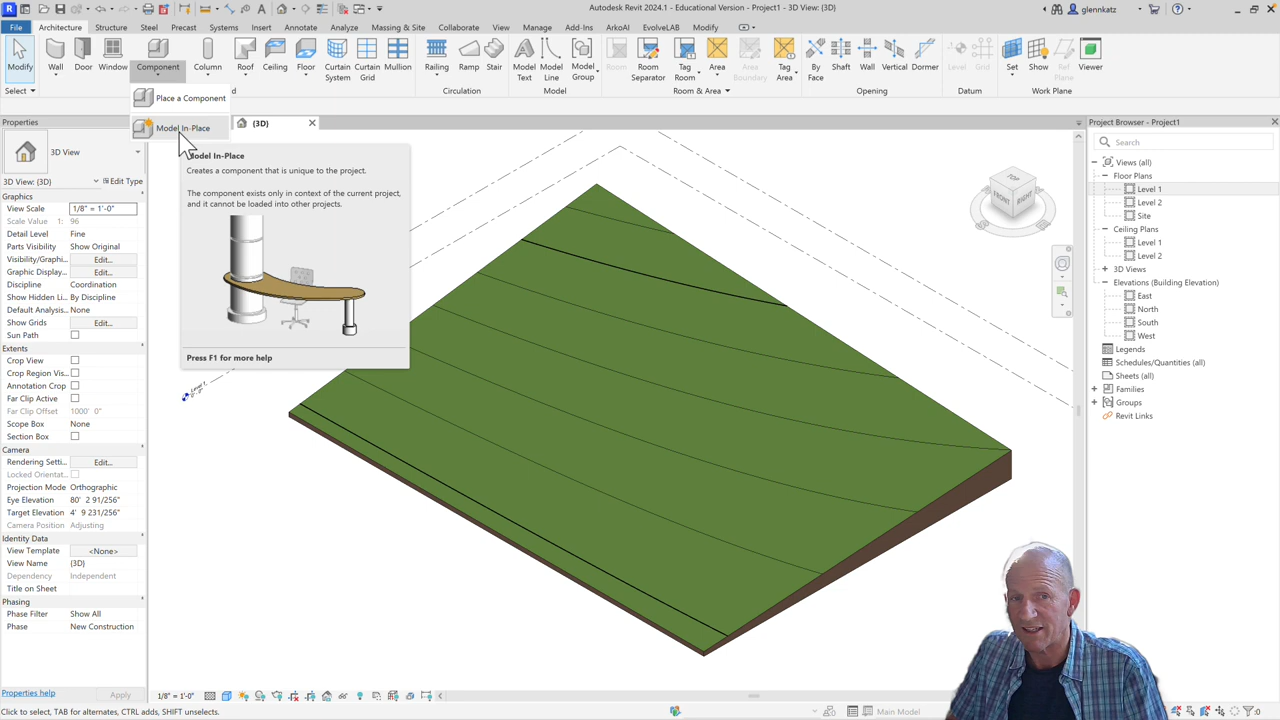 Autodesk Revit 2024.1 - Educational Version - Project1 - 3D View: {3D}
glennkatz
File Architecture Structure Steel Precast Systems Insert Annotate Analyze Massing & Site Collaborate View Manage Add-Ins ArkoAI EvolveLAB Modify
Modify Wall Door Window Component Column Roof Ceiling Floor Curtain System Curtain Grid Mullion Railing Ramp Stair Model Text Model Line Model Group Room Room Separator Tag Room Area Area Boundary Tag Area By Face Shaft Wall Vertical Dormer Level Grid Set Show Ref Plane Viewer
Select Circulation Model Room & Area Opening Datum Work Plane
Place a Component
Model In-Place
Model In-Place
Creates a component that is unique to the project.
The component exists only in context of the current project,
and it cannot be loaded into other projects.
Press F1 for more help
{3D}
Properties
3D View
3D View: {3D} Edit Type
Graphics
View Scale 1/8" = 1'-0"
Scale Value 1: 96
Detail Level Fine
Parts Visibility Show Original
Visibility/Graphi... Edit...
Graphic Display... Edit...
Discipline Coordination
Show Hidden Li... By Discipline
Default Analysis... None
Show Grids Edit...
Sun Path
Extents
Crop View
Crop Region Vis...
Annotation Crop
Far Clip Active
Far Clip Offset 1000' 0"
Scope Box None
Section Box
Camera
Rendering Setti... Edit...
Locked Orientat...
Projection Mode Orthographic
Eye Elevation 80' 2 91/256"
Target Elevation 4' 9 231/256"
Camera Position Adjusting
Identity Data
View Template <None>
View Name {3D}
Dependency Independent
Title on Sheet
Phasing
Phase Filter Show All
Phase New Construction
Properties help Apply
Level 1
TOP
FRONT
RIGHT
Project Browser - Project1
Search
Views (all)
Floor Plans
Level 1
Level 2
Site
Ceiling Plans
Level 1
Level 2
3D Views
Elevations (Building Elevation)
East
North
South
West
Legends
Schedules/Quantities (all)
Sheets (all)
Families
Groups
Revit Links
1/8" = 1'-0"
Click to select, TAB for alternates, CTRL adds, SHIFT unselects.
Main Model
:0